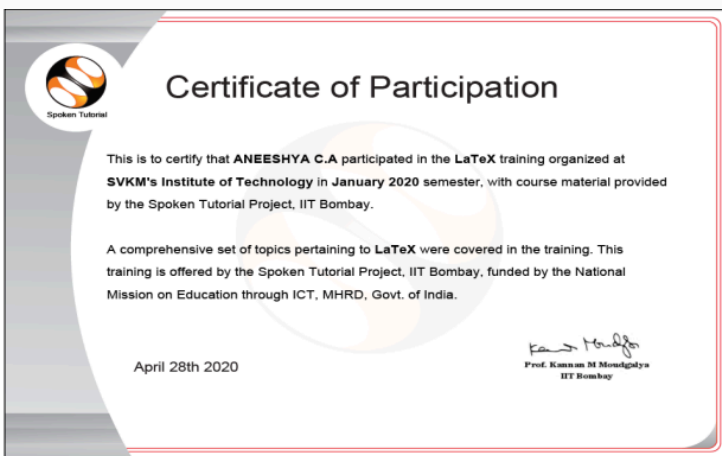 Spoken Tutorial
Certificate of Participation
This is to certify that ANEESHYA C.A participated in the LaTeX training organized at
SVKM's Institute of Technology in January 2020 semester, with course material provided
by the Spoken Tutorial Project, IIT Bombay.
A comprehensive set of topics pertaining to LaTeX were covered in the training. This
training is offered by the Spoken Tutorial Project, IIT Bombay, funded by the National
Mission on Education through ICT, MHRD, Govt. of India.
April 28th 2020
Prof. Kannan M Moudgalya
IIT Bombay